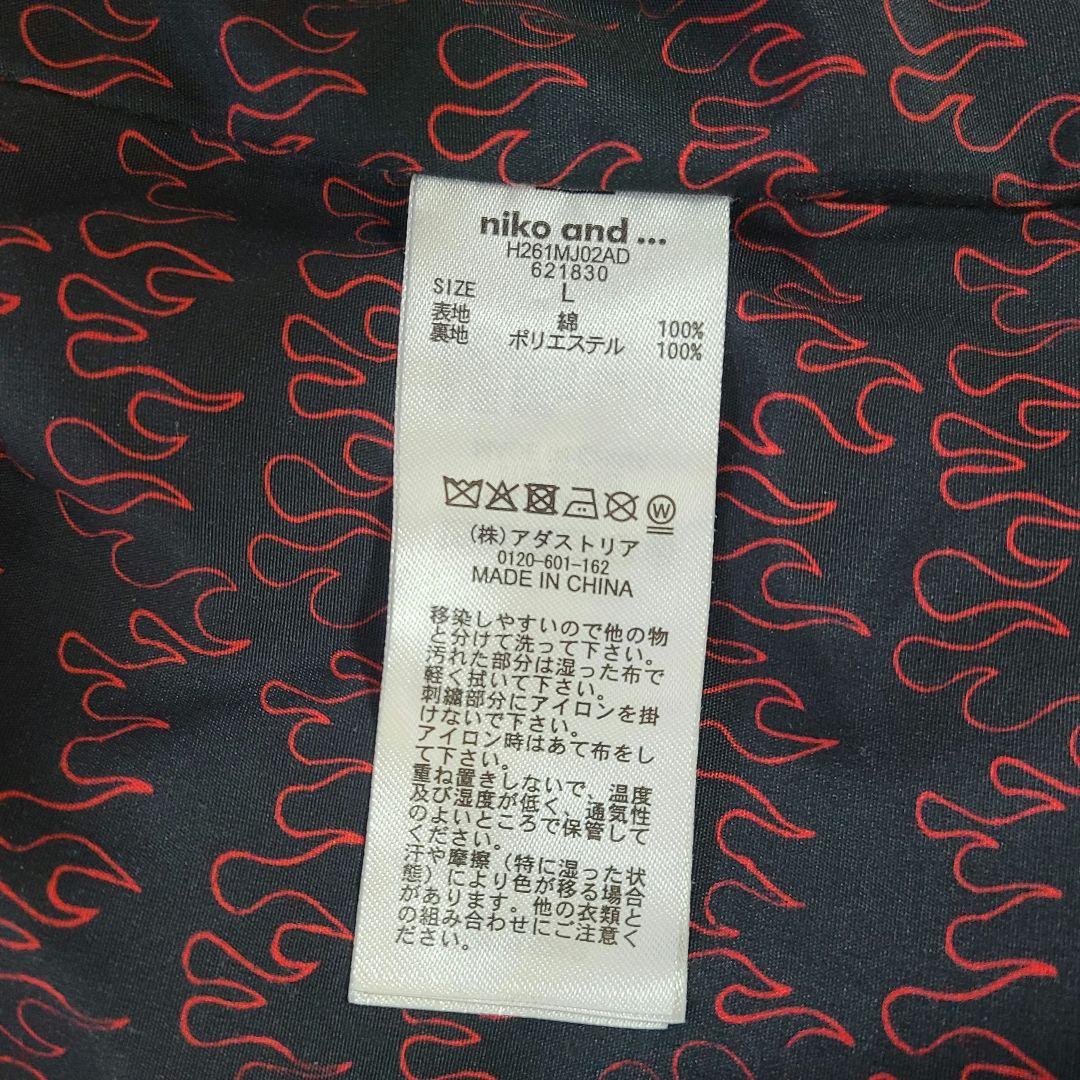 niko and ...
H261MJ02AD
621830
SIZE L
表地 綿 100%
裏地 ポリエステル 100%
W
(株)アダストリア
0120-601-162
MADE IN CHINA
移染しやすいので他の物
と分けて洗って下さい。
汚れた部分は湿った布で
軽く拭いて下さい。
刺繍部分にアイロンを掛
けないで下さい。
アイロン時はあて布をし
て下さい。
重ね置きしないで、温度
及び湿度が低く、通気性
のよいところで保管して
ください。
汗や摩擦(特に湿った状
態)により色が移る場合
があります。他の衣類と
の組み合わせにご注意く
ださい。